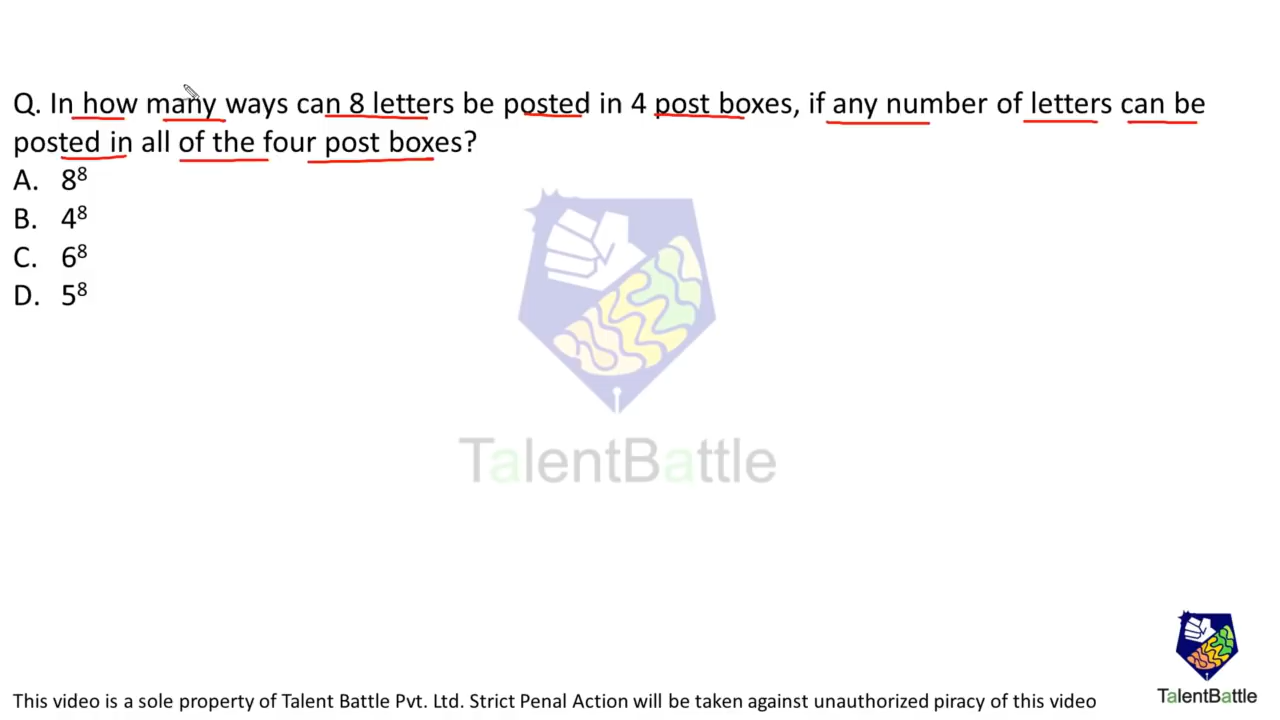 Q. In how many ways can 8 letters be posted in 4 post boxes, if any number of letters can be
posted in all of the four post boxes?
A. 8⁸
B. 4⁸
C. 6⁸
D. 5⁸
TalentBattle
TalentBattle
This video is a sole property of Talent Battle Pvt. Ltd. Strict Penal Action will be taken against unauthorized piracy of this video